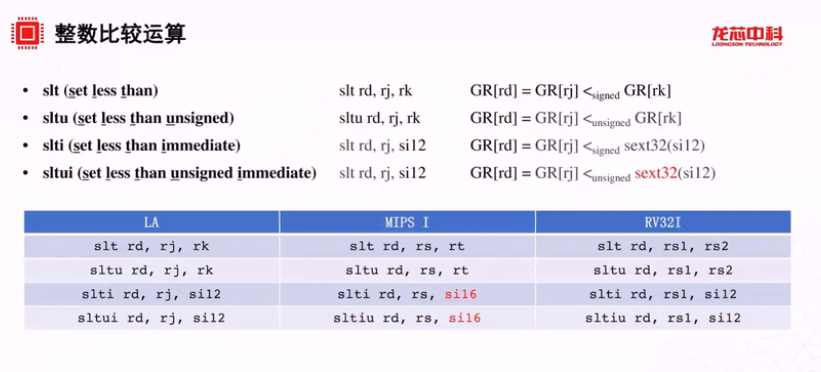 整数比较运算
龙芯中科
LOONGSON TECHNOLOGY
• slt (set less than) slt rd, rj, rk GR[rd] = GR[rj] <signed GR[rk]
• sltu (set less than unsigned) sltu rd, rj, rk GR[rd] = GR[rj] <unsigned GR[rk]
• slti (set less than immediate) slt rd, rj, si12 GR[rd] = GR[rj] <signed sext32(si12)
• sltui (set less than unsigned immediate) slt rd, rj, si12 GR[rd] = GR[rj] <unsigned sext32(si12)
LA MIPS I RV32I
slt rd, rj, rk slt rd, rs, rt slt rd, rs1, rs2
sltu rd, rj, rk sltu rd, rs, rt sltu rd, rs1, rs2
slti rd, rj, si12 slti rd, rs, si16 slti rd, rs1, si12
sltui rd, rj, si12 sltiu rd, rs, si16 sltiu rd, rs1, si12